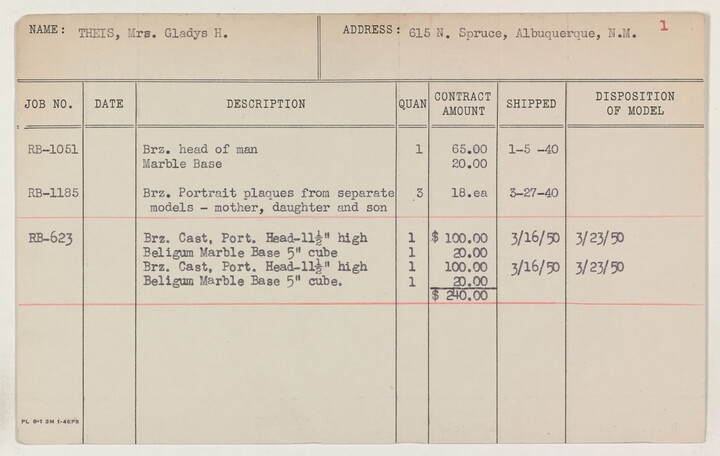 NAME: THEIS, Mrs. Gladys H. ADDRESS: 615 N. Spruce, Albuquerque, N.M. 1
JOB NO. DATE DESCRIPTION QUAN CONTRACT AMOUNT SHIPPED DISPOSITION OF MODEL
RB-1051 Brz. head of man 1 65.00 1-5 -40
Marble Base 20.00
RB-1185 Brz. Portrait plaques from separate 3 18.ea 3-27-40
models - mother, daughter and son
RB-623 Brz. Cast, Port. Head-11½" high 1 $ 100.00 3/16/50 3/23/50
Beligum Marble Base 5" cube 1 20.00
Brz. Cast, Port. Head-11½" high 1 100.00 3/16/50 3/23/50
Beligum Marble Base 5" cube. 1 20.00
$ 240.00